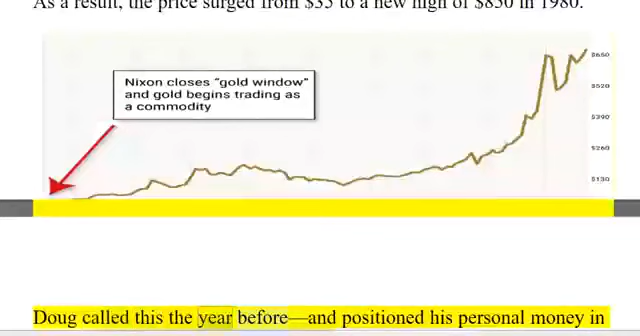 As a result, the price surged from $35 to a new high of $850 in 1980.
Nixon closes "gold window"
and gold begins trading as
a commodity
$650
$520
$390
$260
$130
Doug called this the year before—and positioned his personal money in